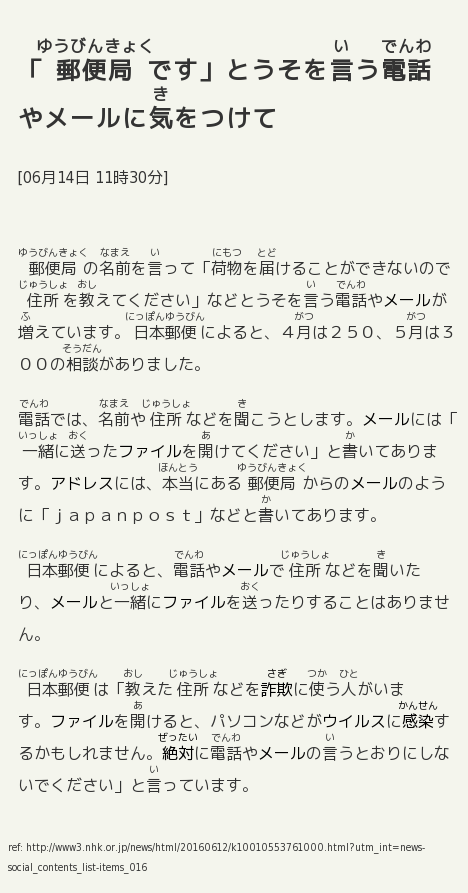 「郵便局です」とうそを言う電話
やメールに気をつけて
[06月14日 11時30分]
郵便局の名前を言って「荷物を届けることができないので
住所を教えてください」などとうそを言う電話やメールが
増えています。日本郵便によると、４月は２５０、５月は３
００の相談がありました。
電話では、名前や住所などを聞こうとします。メールには「
一緒に送ったファイルを開けてください」と書いてありま
す。アドレスには、本当にある郵便局からのメールのよう
に「ｊａｐａｎｐｏｓｔ」などと書いてあります。
日本郵便によると、電話やメールで住所などを聞いた
り、メールと一緒にファイルを送ったりすることはありませ
ん。
日本郵便は「教えた住所などを詐欺に使う人がいま
す。ファイルを開けると、パソコンなどがウイルスに感染す
るかもしれません。絶対に電話やメールの言うとおりにしな
いでください」と言っています。
ref: http://www3.nhk.or.jp/news/html/20160612/k10010553761000.html?utm_int=news-
social_contents_list-items_016